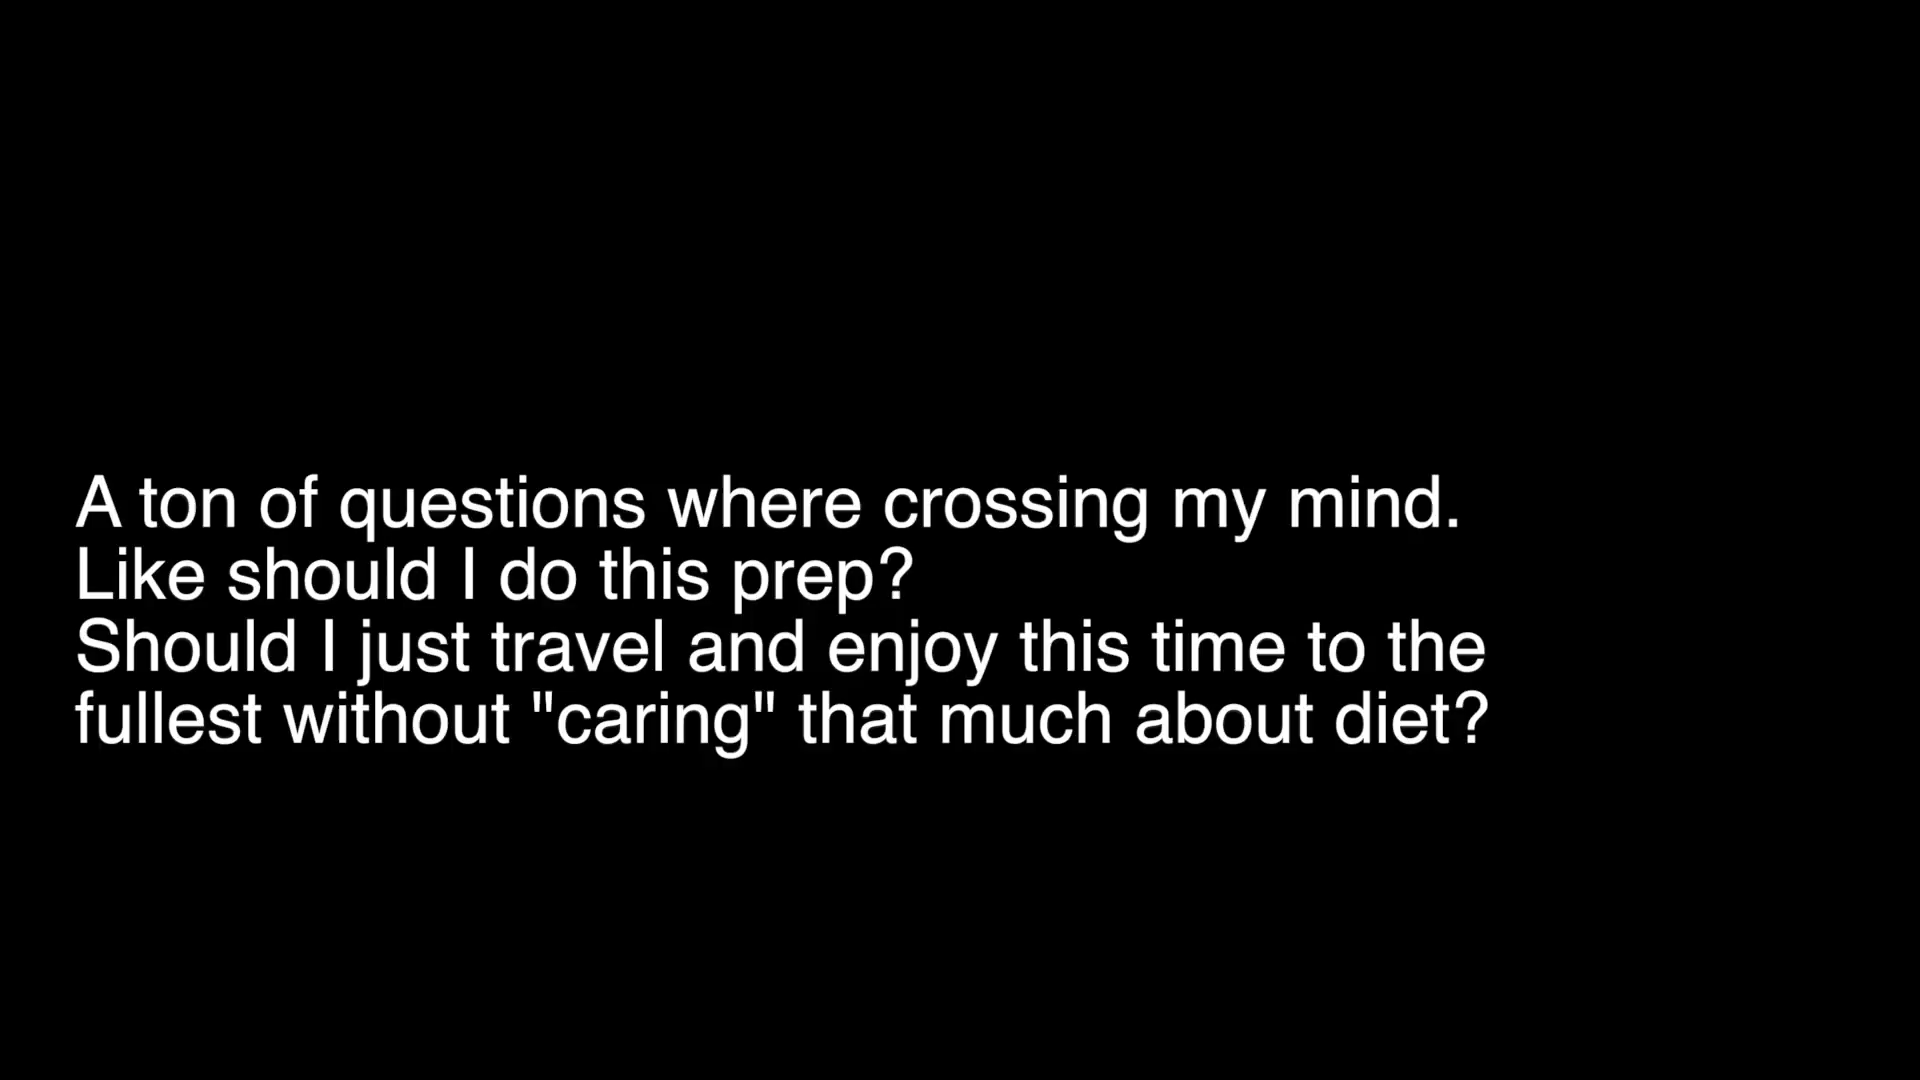 A ton of questions where crossing my mind.
Like should I do this prep?
Should I just travel and enjoy this time to the
fullest without "caring" that much about diet?